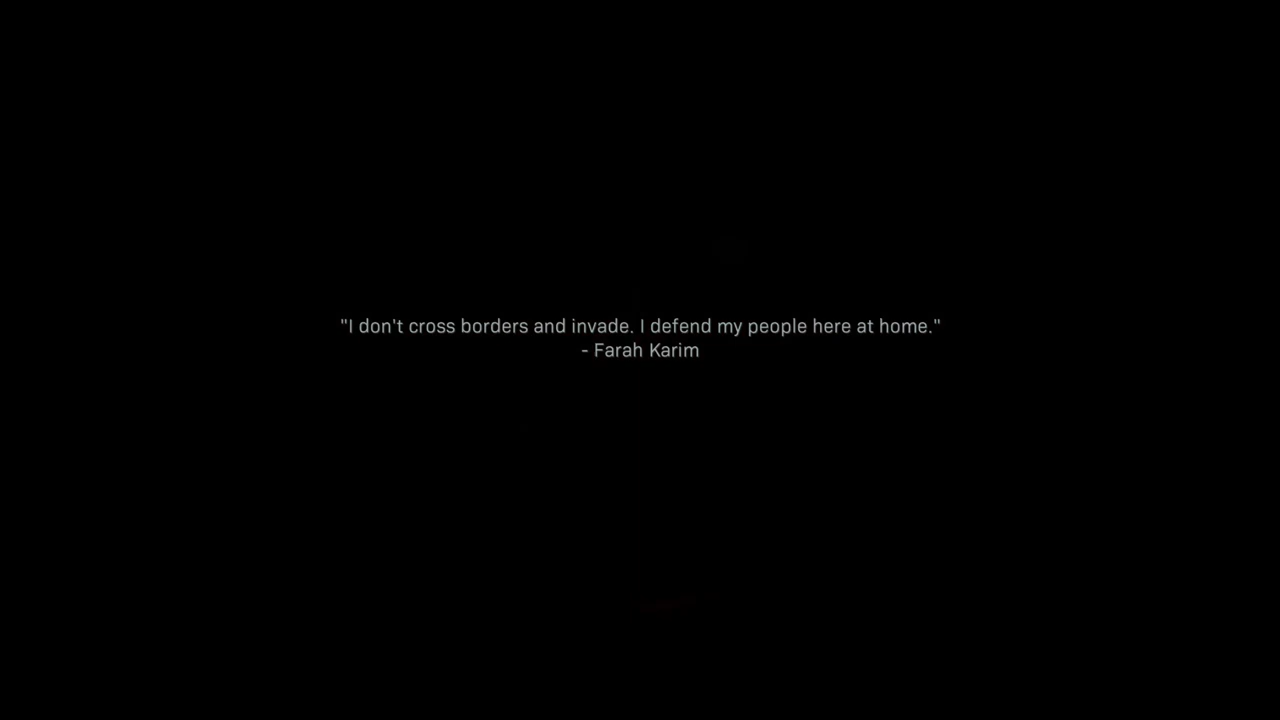 "I don't cross borders and invade. I defend my people here at home."
- Farah Karim